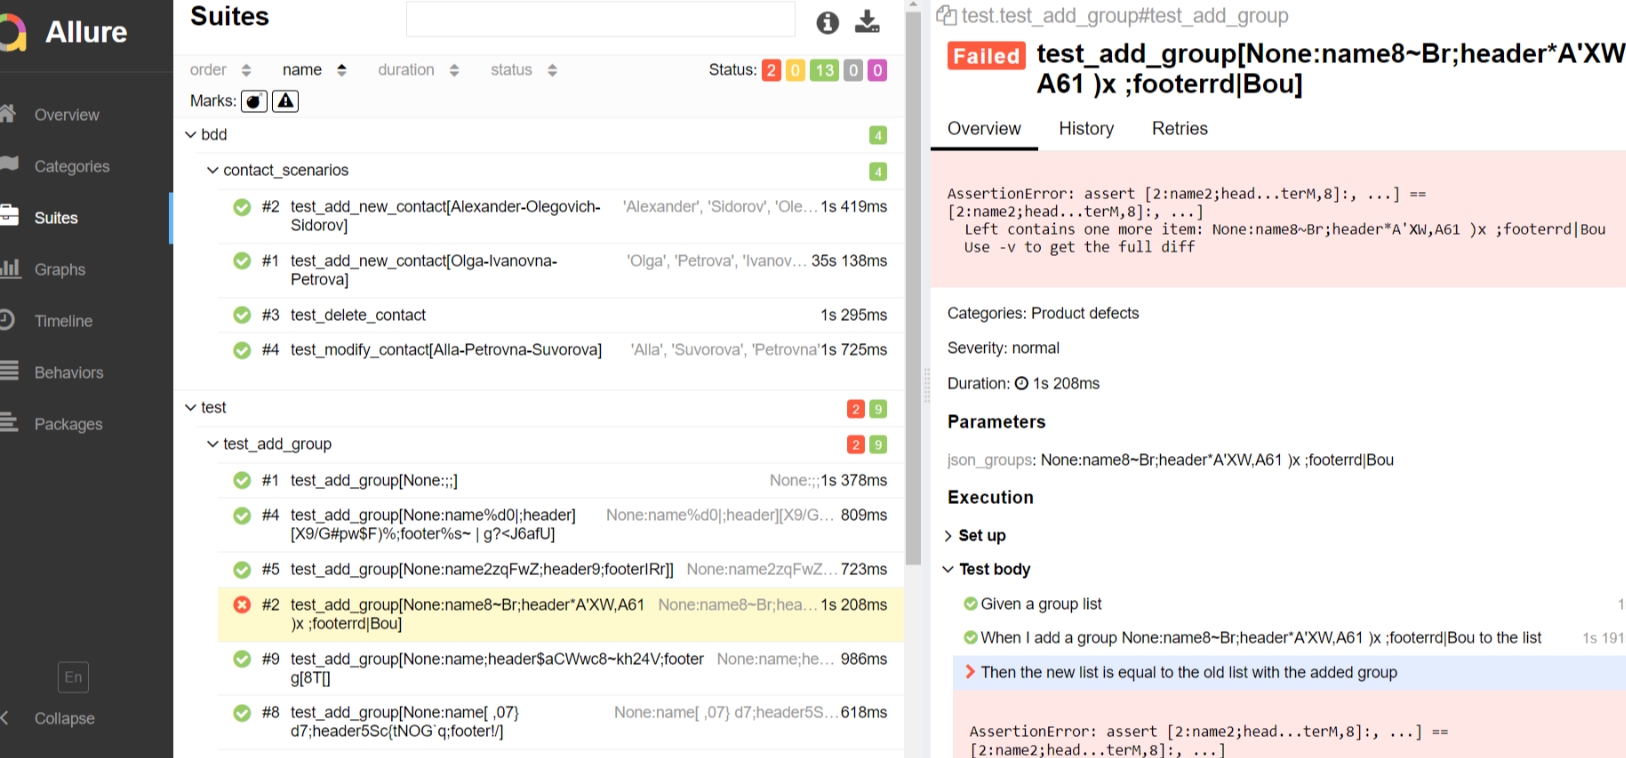 Allure
Overview
Categories
Suites
Graphs
Timeline
Behaviors
Packages
En
Collapse
Suites
order name duration status Status: 2 0 13 0 0
Marks:
bdd 4
contact_scenarios 4
#2 test_add_new_contact[Alexander-Olegovich- 'Alexander', 'Sidorov', 'Ole... 1s 419ms
Sidorov]
#1 test_add_new_contact[Olga-Ivanovna- 'Olga', 'Petrova', 'Ivanov... 35s 138ms
Petrova]
#3 test_delete_contact 1s 295ms
#4 test_modify_contact[Alla-Petrovna-Suvorova] 'Alla', 'Suvorova', 'Petrovna' 1s 725ms
test 2 9
test_add_group 2 9
#1 test_add_group[None:;;] None:;; 1s 378ms
#4 test_add_group[None:name%d0|;header] None:name%d0|;header][X9/G... 809ms
[X9/G#pw$F)%;footer%s~ | g?<J6afU]
#5 test_add_group[None:name2zqFwZ;header9;footerIRr]] None:name2zqFwZ... 723ms
#2 test_add_group[None:name8~Br;header*A'XW,A61 None:name8~Br;hea... 1s 208ms
)x ;footerrd|Bou]
#9 test_add_group[None:name;header$aCWwc8~kh24V;footer None:name;he... 986ms
g[8T[]
#8 test_add_group[None:name[ ,07} None:name[ ,07} d7;header5S... 618ms
d7;header5Sc{tNOG`q;footer!/]
test.test_add_group#test_add_group
Failed test_add_group[None:name8~Br;header*A'XW
A61 )x ;footerrd|Bou]
Overview History Retries
AssertionError: assert [2:name2;head...terM,8]:, ...] ==
[2:name2;head...terM,8]:, ...]
Left contains one more item: None:name8~Br;header*A'XW,A61 )x ;footerrd|Bou
Use -v to get the full diff
Categories: Product defects
Severity: normal
Duration: 1s 208ms
Parameters
json_groups: None:name8~Br;header*A'XW,A61 )x ;footerrd|Bou
Execution
Set up
Test body
Given a group list 1
When I add a group None:name8~Br;header*A'XW,A61 )x ;footerrd|Bou to the list 1s 191
Then the new list is equal to the old list with the added group
AssertionError: assert [2:name2;head...terM,8]:, ...] ==
[2:name2;head...terM,8]:, ...]